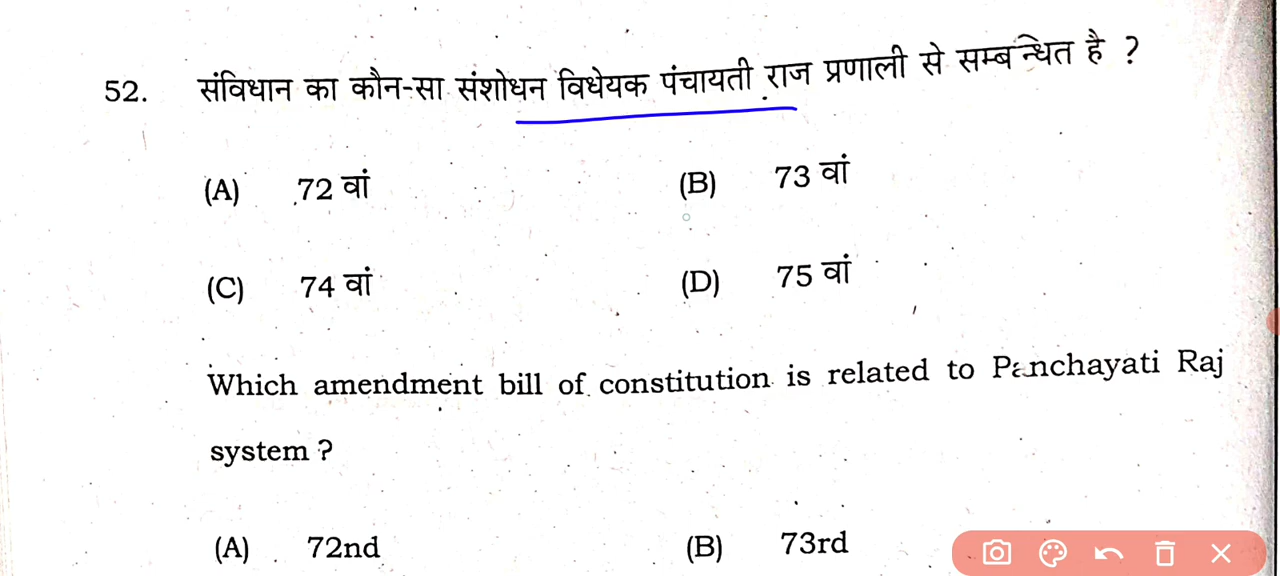 52. संविधान का कौन-सा संशोधन विधेयक पंचायती राज प्रणाली से सम्बन्धित है ?
(A) 72 वां (B) 73 वां
(C) 74 वां (D) 75 वां
Which amendment bill of constitution is related to Panchayati Raj
system ?
(A) 72nd (B) 73rd